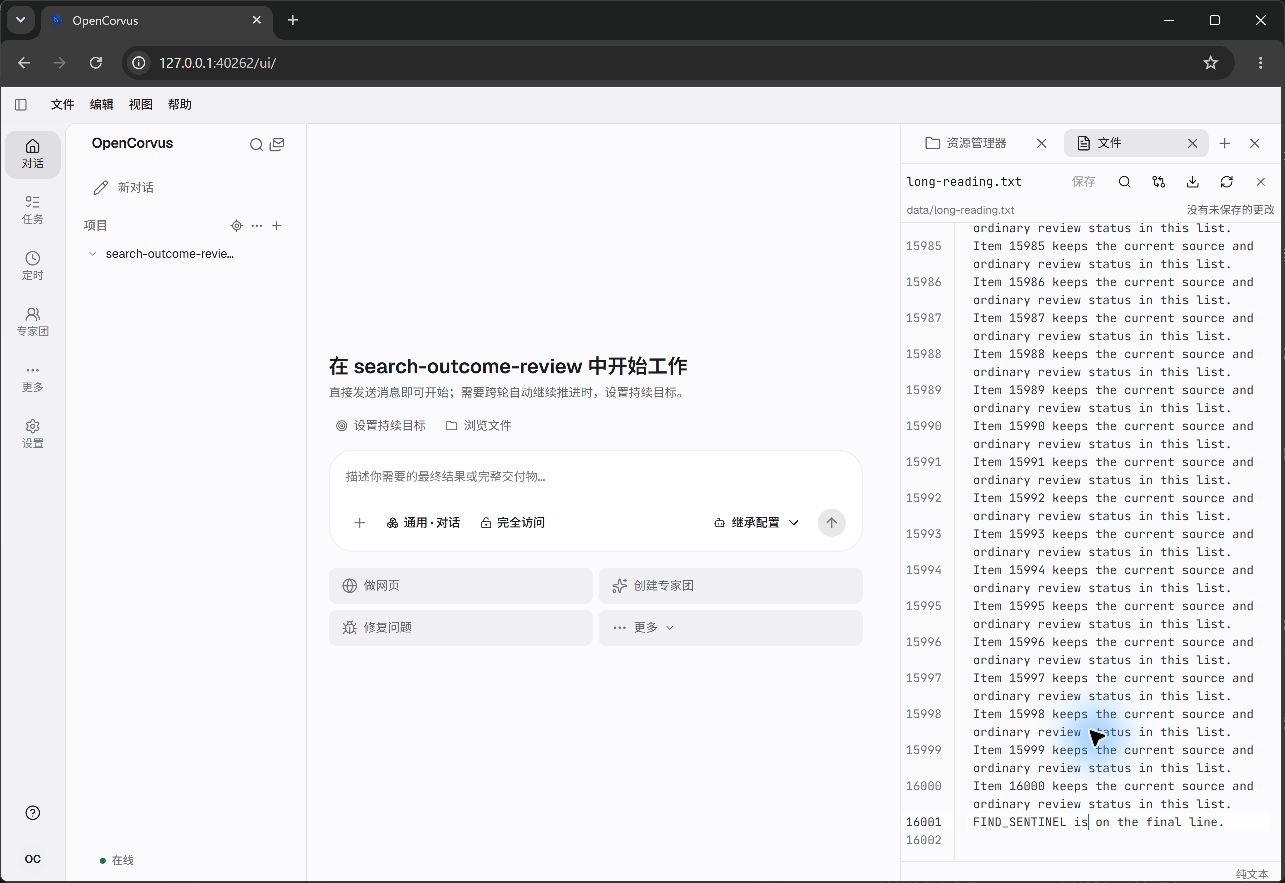 OpenCorvus
127.0.0.1:40262/ui/
文件 编辑 视图 帮助
对话
任务
定时
专家团
更多
设置
OC
OpenCorvus
新对话
项目
search-outcome-revie...
在线
在 search-outcome-review 中开始工作
直接发送消息即可开始；需要跨轮自动继续推进时，设置持续目标。
设置持续目标 浏览文件
描述你需要的最终结果或完整交付物...
通用 · 对话 完全访问 继承配置
做网页 创建专家团
修复问题 更多
资源管理器 文件
long-reading.txt 保存
data/long-reading.txt 没有未保存的更改
ordinary review status in this list.
15985 Item 15985 keeps the current source and
ordinary review status in this list.
15986 Item 15986 keeps the current source and
ordinary review status in this list.
15987 Item 15987 keeps the current source and
ordinary review status in this list.
15988 Item 15988 keeps the current source and
ordinary review status in this list.
15989 Item 15989 keeps the current source and
ordinary review status in this list.
15990 Item 15990 keeps the current source and
ordinary review status in this list.
15991 Item 15991 keeps the current source and
ordinary review status in this list.
15992 Item 15992 keeps the current source and
ordinary review status in this list.
15993 Item 15993 keeps the current source and
ordinary review status in this list.
15994 Item 15994 keeps the current source and
ordinary review status in this list.
15995 Item 15995 keeps the current source and
ordinary review status in this list.
15996 Item 15996 keeps the current source and
ordinary review status in this list.
15997 Item 15997 keeps the current source and
ordinary review status in this list.
15998 Item 15998 keeps the current source and
ordinary review status in this list.
15999 Item 15999 keeps the current source and
ordinary review status in this list.
16000 Item 16000 keeps the current source and
ordinary review status in this list.
16001 FIND_SENTINEL is on the final line.
16002
纯文本